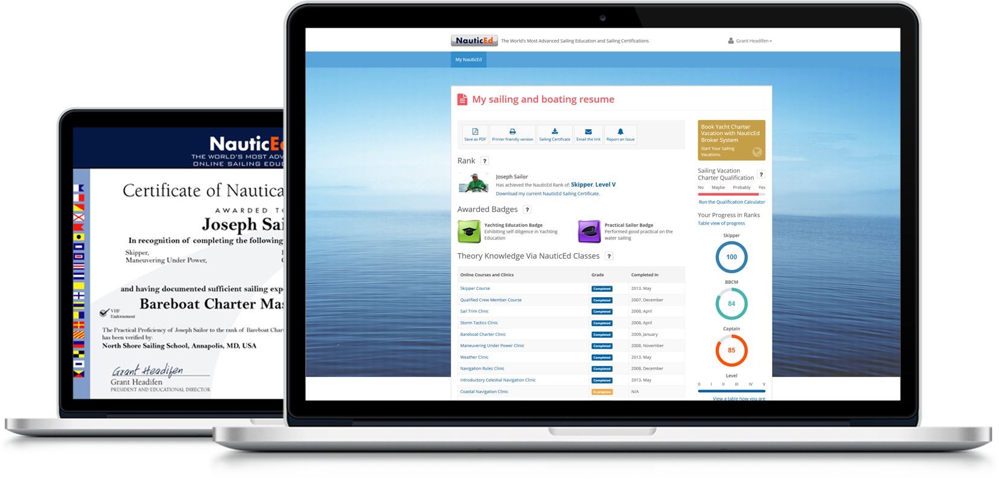 NauticEd
The World's Most Advanced Sailing Education and Sailing Certifications
Grant Headifen
My NauticEd
My sailing and boating resume
Save as PDF
Printer friendly version
Sailing Certificate
Email the link
Report an Issue
Rank ?
Joseph Sailor
Has achieved the NauticEd Rank of: Skipper, Level V
Download my current NauticEd Sailing Certificate.
Awarded Badges ?
Yachting Education Badge
Exhibiting self diligence in Yachting
Education
Practical Sailor Badge
Performed good practical on the
water sailing
Theory Knowledge Via NauticEd Classes ?
Online Courses and Clinics Grade Completed In
Skipper Course Completed 2013, May
Qualified Crew Member Course Completed 2007, December
Sail Trim Clinic Completed 2008, April
Storm Tactics Clinic Completed 2008, April
Bareboat Charter Clinic Completed 2009, January
Maneuvering Under Power Clinic Completed 2008, November
Weather Clinic Completed 2013, May
Navigation Rules Clinic Completed 2008, December
Introductory Celestial Navigation Clinic Completed 2013, May
Coastal Navigation Clinic In progress N/A
Book Yacht Charter
Vacation with NauticEd
Broker System
Start Your Sailing
Vacations.
Sailing Vacation
Charter Qualification ?
No Maybe Probably Yes
Run the Qualification Calculator
Your Progress in Ranks
Table view of progress
Skipper
100
BBCM
84
Captain
85
Level
0 I II III IV V
View a table how you are
NauticE
THE WORLD'S MOST ADV
ONLINE SAILING EDUC
Certificate of Nautica
AWARDED TO
Joseph Sai
In recognition of completing the following
Skipper,
Maneuvering Under Power,
and having documented sufficient sailing exp
Bareboat Charter Mas
VHF
Endorsement
The Practical Proficiency of Joseph Sailor to the rank of Bareboat Char
has been verified by:
North Shore Sailing School, Annapolis, MD, USA
Grant Headifen
Grant Headifen
PRESIDENT AND EDUCATIONAL DIRECTOR